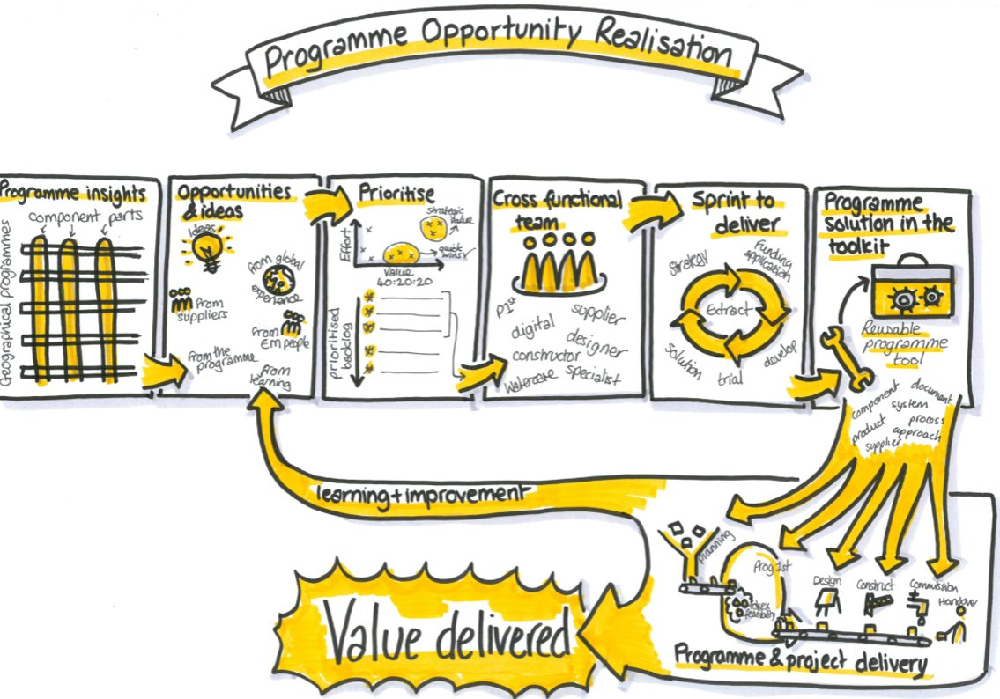 Programme Opportunity Realisation
Programme insights
component parts
Geographical programmes
Opportunities
& ideas
Ideas
from global
experience
from
suppliers
from
EM people
from the
programme
from
learning
Prioritise
Effort
strategic
value
quick
wins
Value
40:20:20
prioritised
backlog
Cross functional
team
P1st
supplier
digital
designer
constructor
Watercare
specialist
Sprint to
deliver
Strategy
Funding
application
Extract
Solution
develop
trial
Programme
solution in the
toolkit
Reusable
programme
tool
component
document
system
product
process
approach
supplier
learning + improvement
Planning
Prog 1st
feasibility
Design
Construct
Commission
Handover
Programme & project delivery
Value delivered